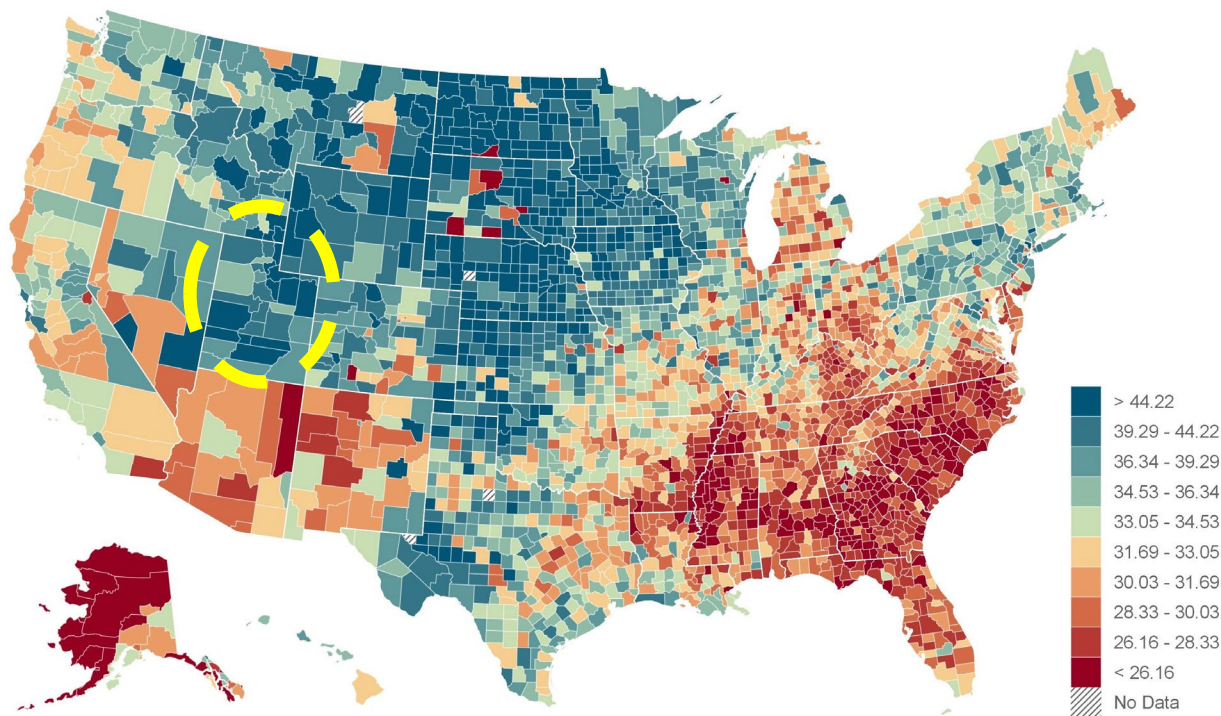 > 44.22
39.29 - 44.22
36.34 - 39.29
34.53 - 36.34
33.05 - 34.53
31.69 - 33.05
30.03 - 31.69
28.33 - 30.03
26.16 - 28.33
< 26.16
No Data